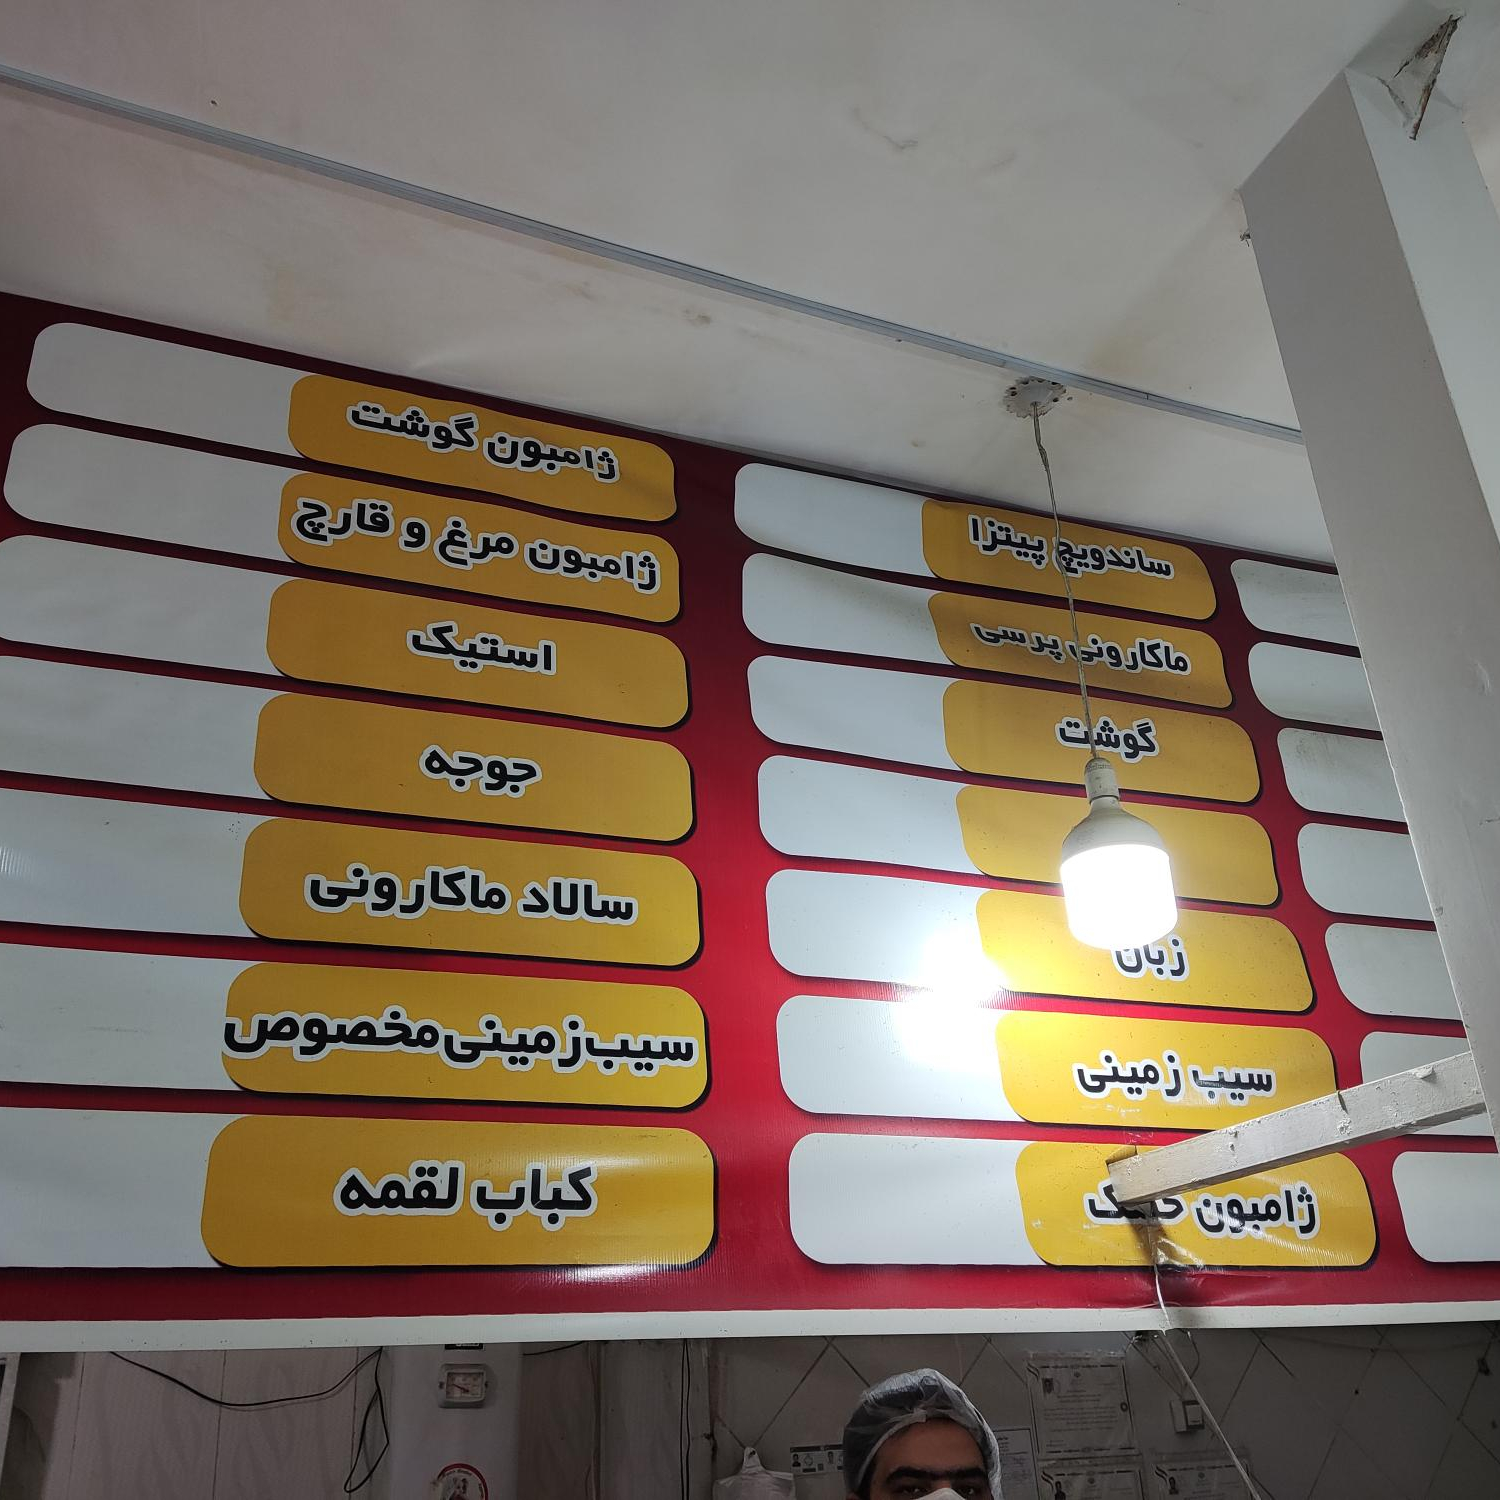 ساندویچ پیتزا
ماکارونی پرسی
گوشت
زبان
سیب زمینی
ژامبون
ژامبون گوشت
ژامبون مرغ و قارچ
استیک
جوجه
سالاد ماکارونی
سیب‌زمینی‌مخصوص
کباب لقمه